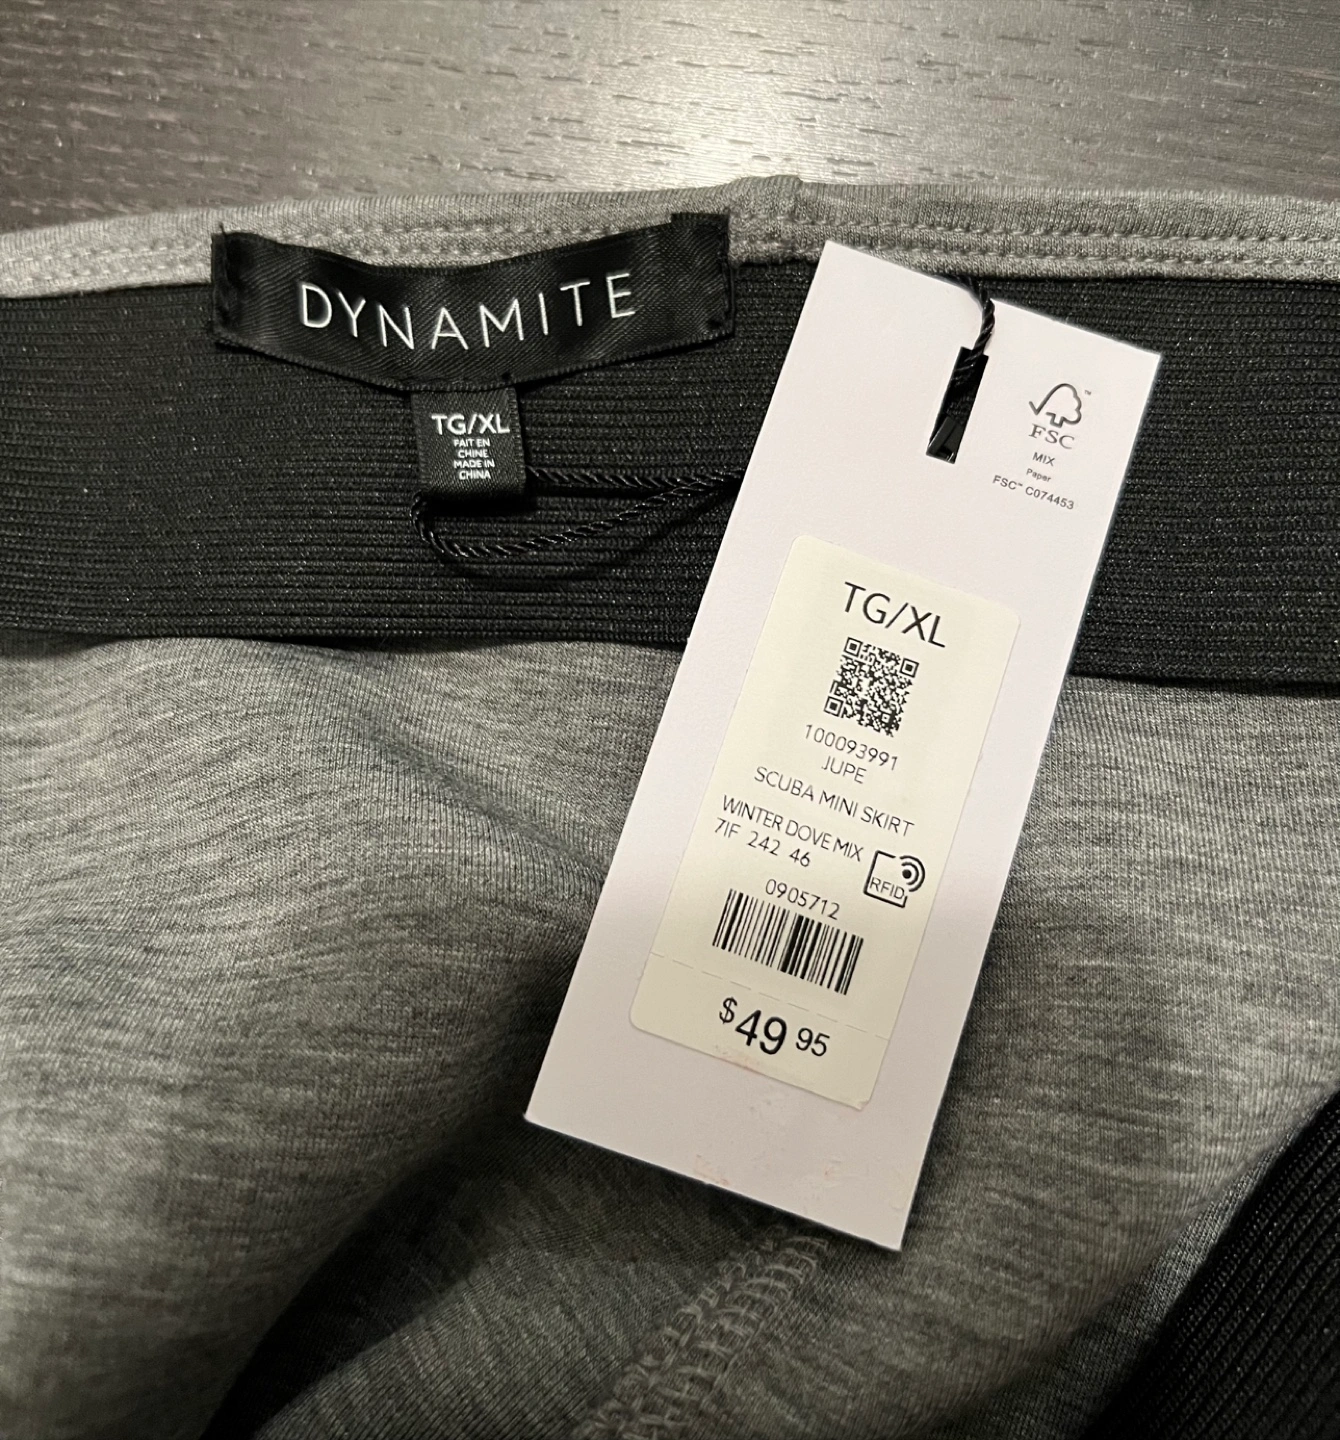 DYNAMITE
TG/XL
FAIT EN
CHINE
MADE IN
CHINA
FSC™
MIX
Paper
FSC™ C074453
TG/XL
100093991
JUPE
SCUBA MINI SKIRT
WINTER DOVE MIX
7IF 242 46
RFID
0905712
$49 95